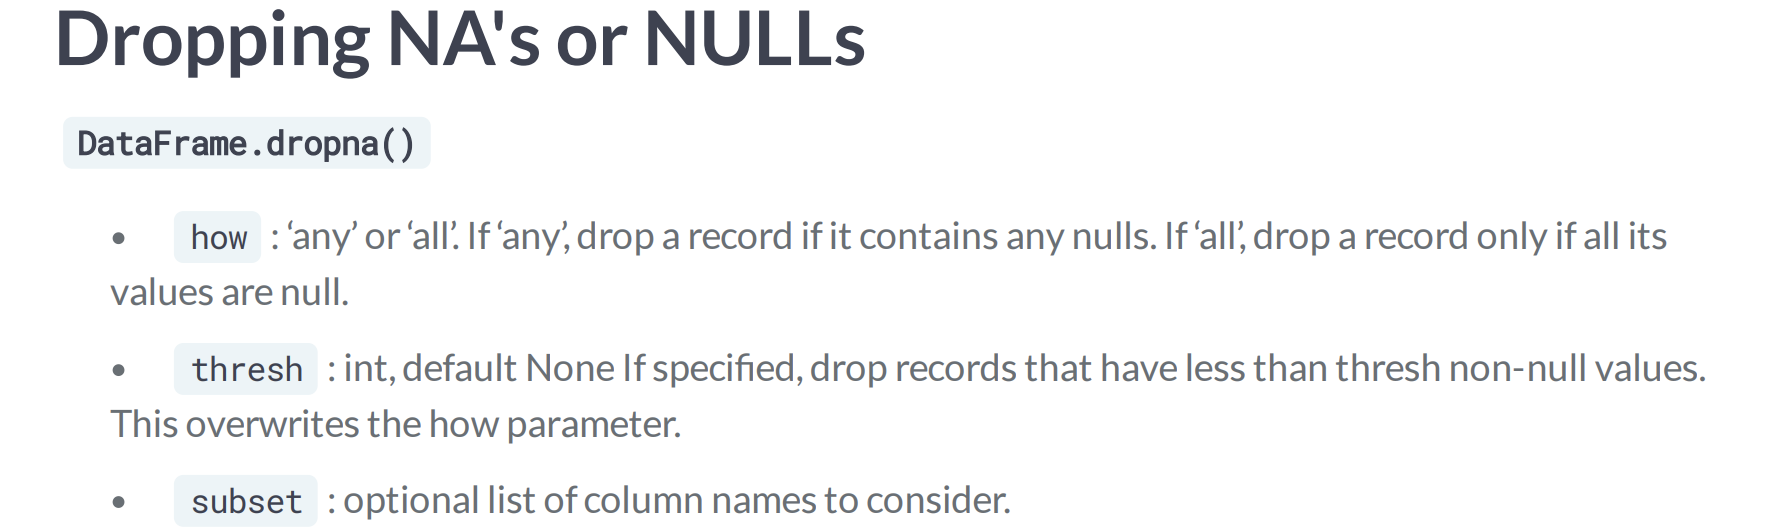 Dropping NA's or NULLs
DataFrame.dropna()
• how : ‘any’ or ‘all’. If ‘any’, drop a record if it contains any nulls. If ‘all’, drop a record only if all its
values are null.
• thresh : int, default None If specified, drop records that have less than thresh non-null values.
This overwrites the how parameter.
• subset : optional list of column names to consider.